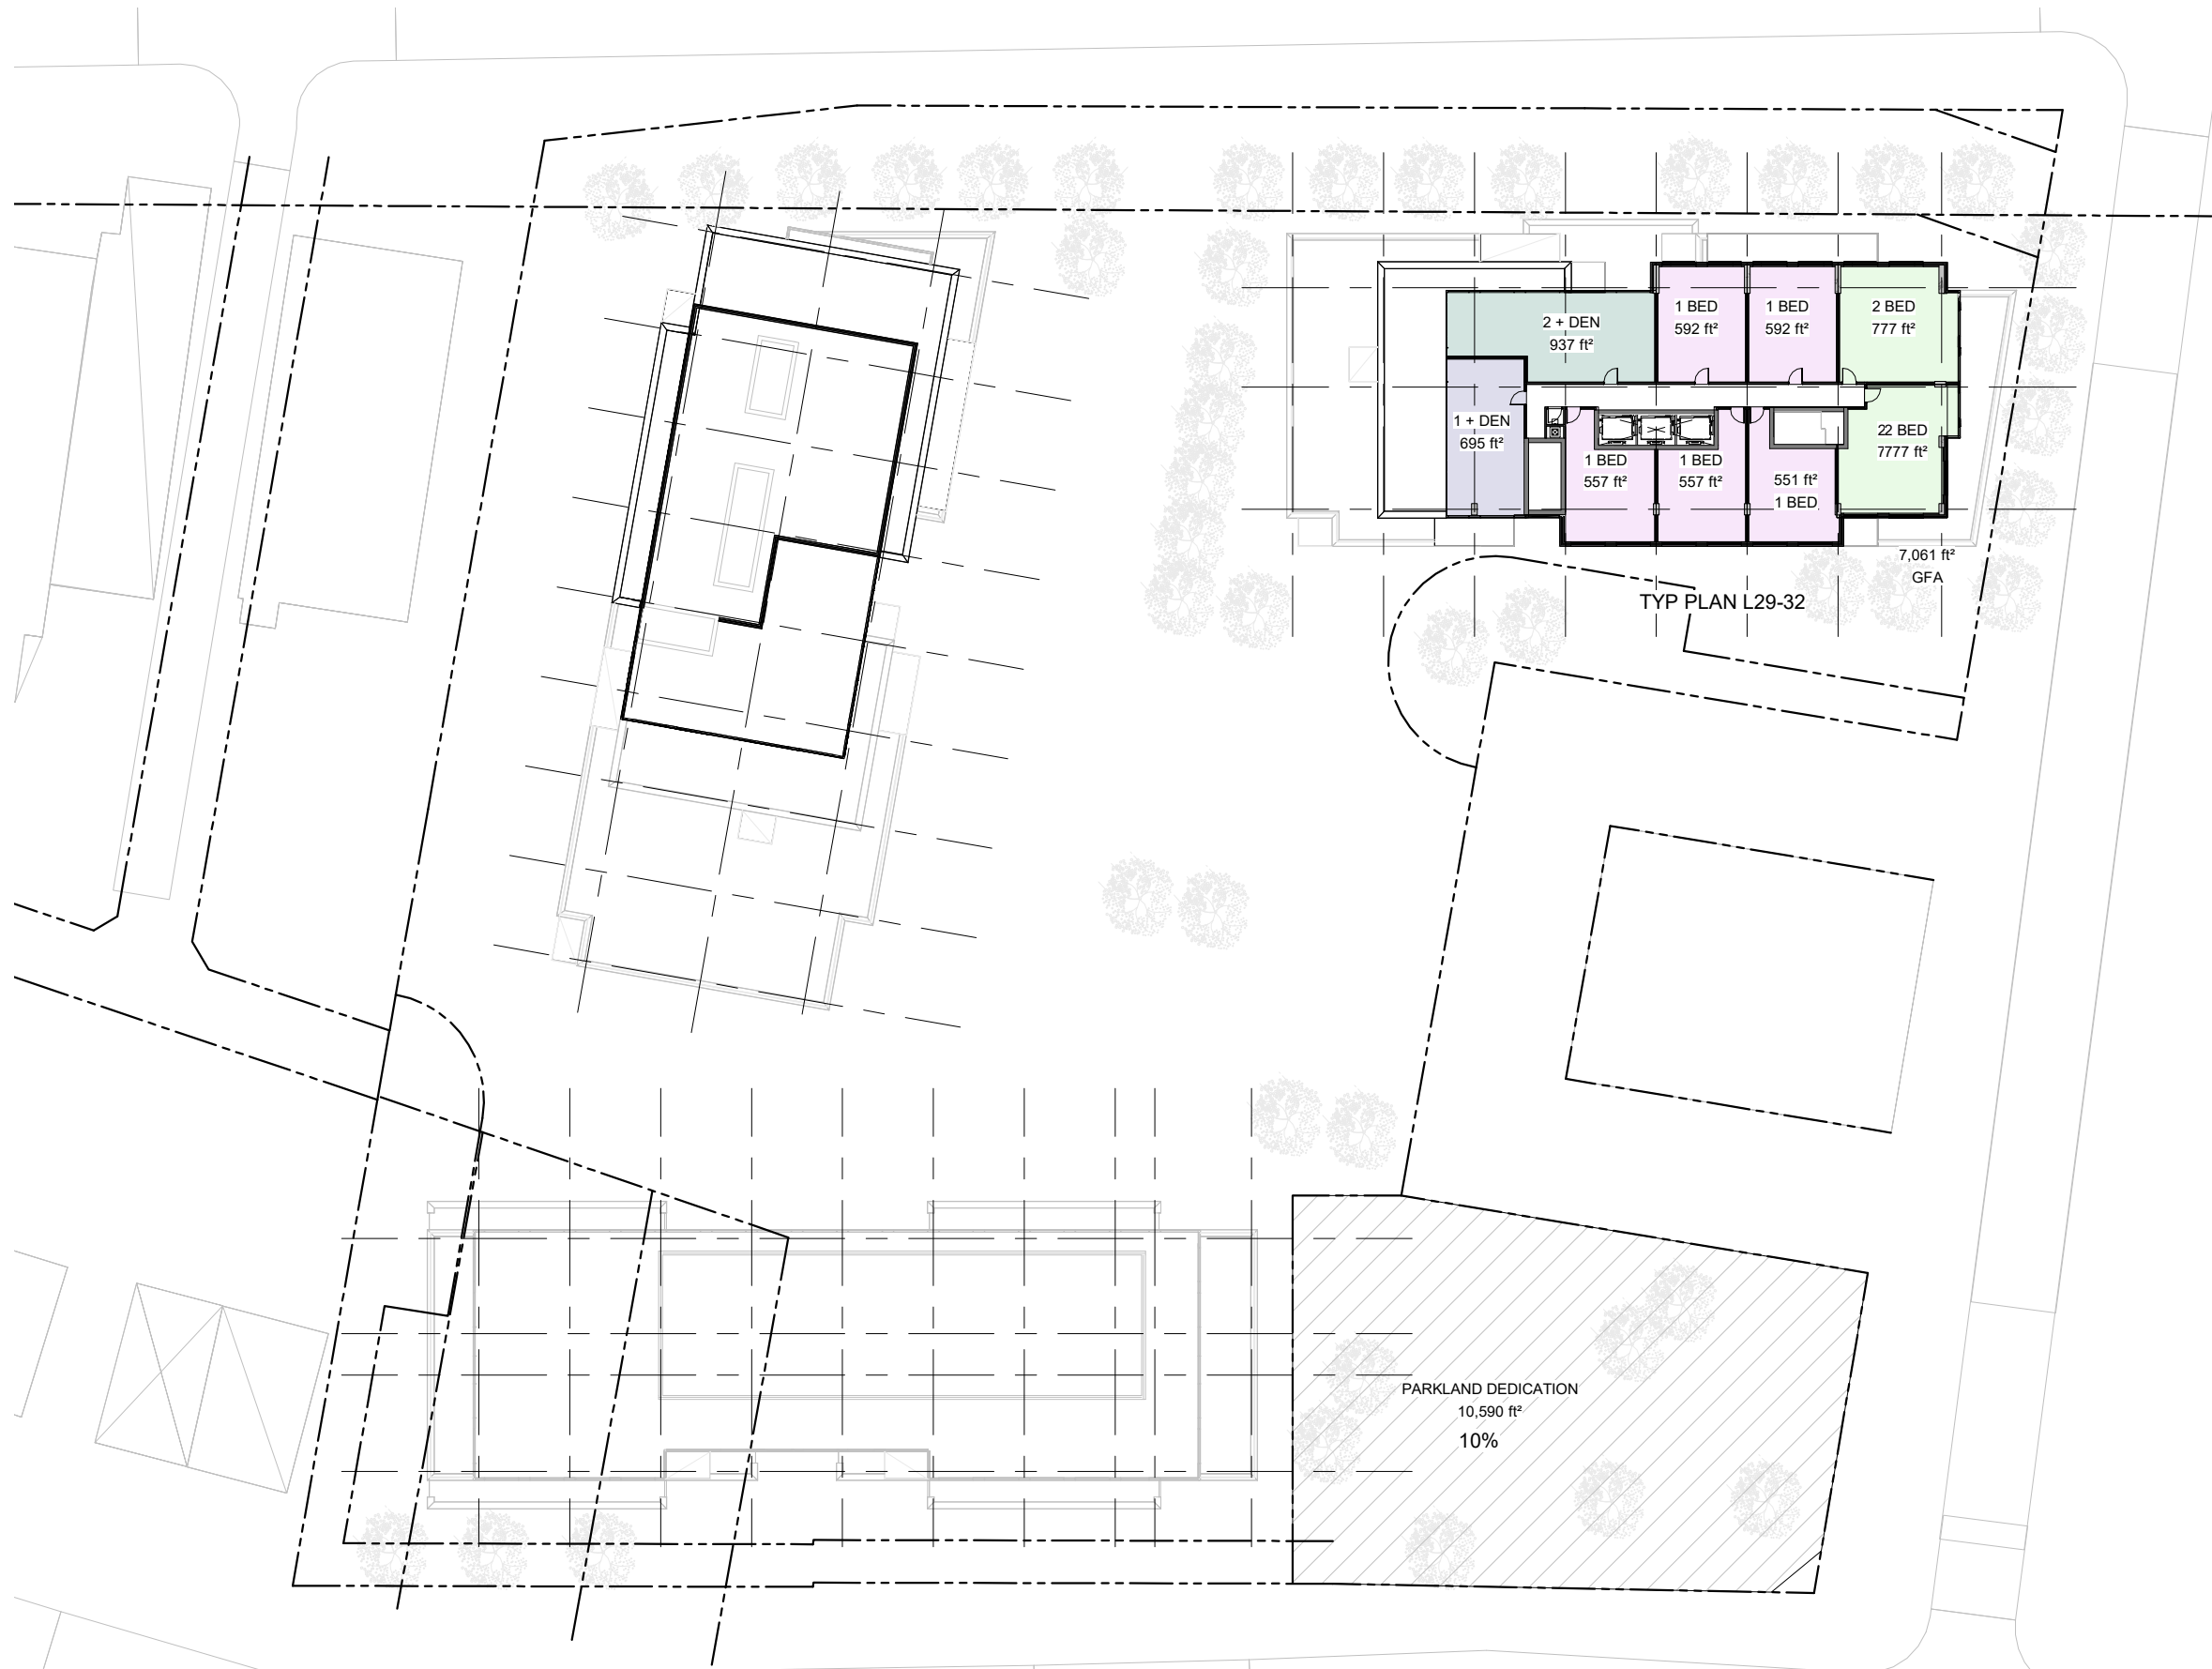 1 BED
592 ft²
1 BED
592 ft²
2 BED
777 ft²
2 + DEN
937 ft²
1 + DEN
695 ft²
1 BED
557 ft²
1 BED
557 ft²
551 ft²
1 BED
22 BED
7777 ft²
7,061 ft²
GFA
TYP PLAN L29-32
PARKLAND DEDICATION
10,590 ft²
10%